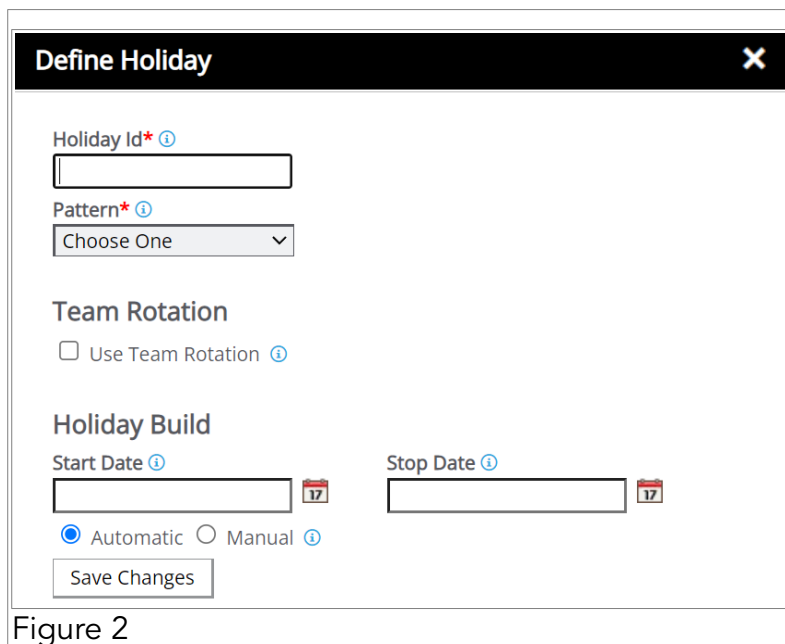 Define Holiday
Holiday Id*
Pattern*
Choose One
Team Rotation
Use Team Rotation
Holiday Build
Start Date Stop Date
17 17
Automatic Manual
Save Changes
Figure 2